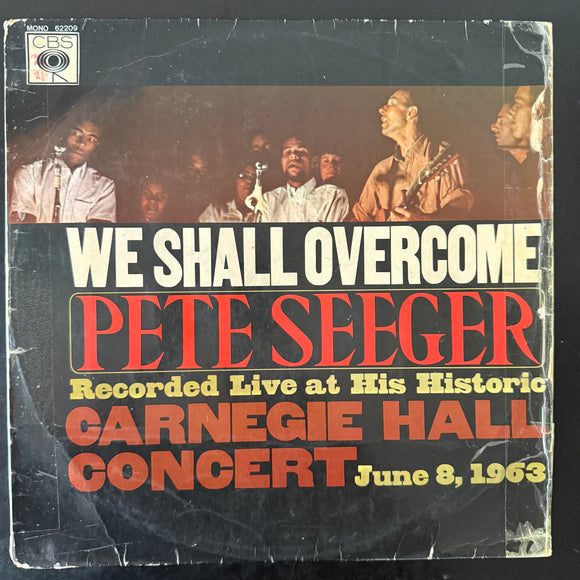 MONO 62209
CBS
WE SHALL OVERCOME
PETE SEEGER
Recorded Live at His Historic
CARNEGIE HALL
CONCERT June 8, 1963